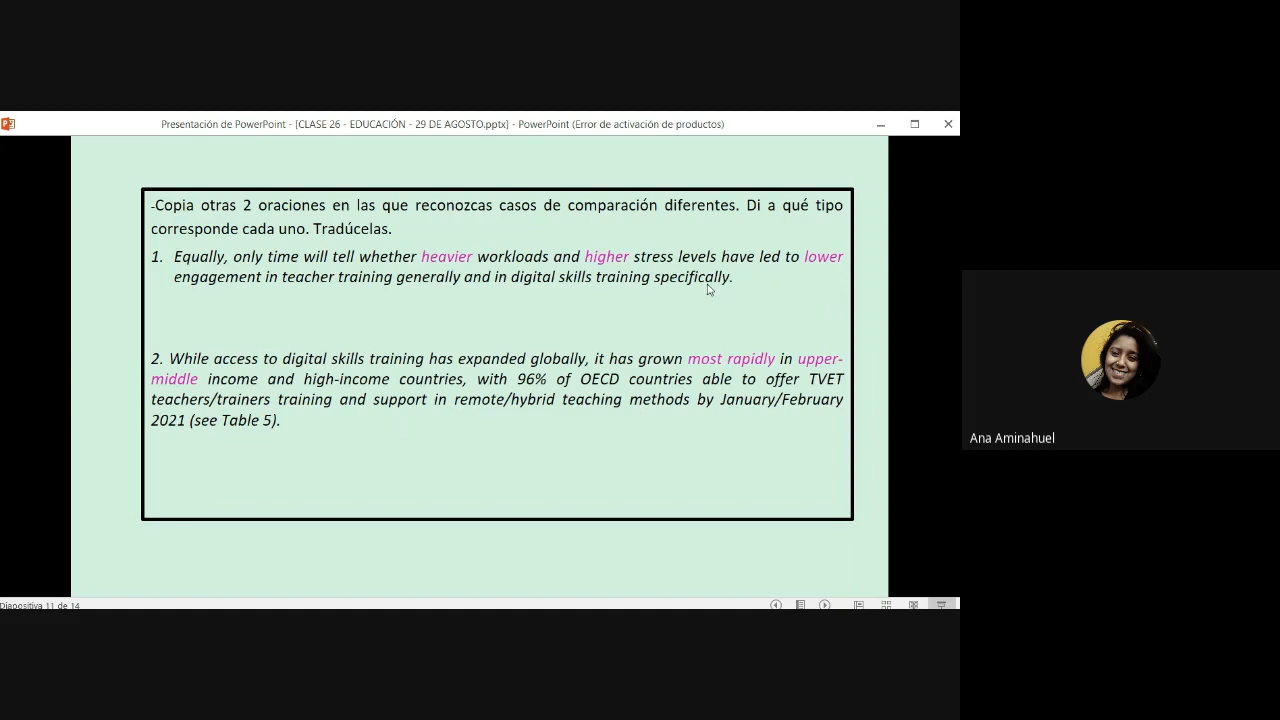 Presentación de PowerPoint - [CLASE 26 - EDUCACIÓN - 29 DE AGOSTO.pptx] - PowerPoint (Error de activación de productos)
-Copia otras 2 oraciones en las que reconozcas casos de comparación diferentes. Di a qué tipo
corresponde cada uno. Tradúcelas.
1. Equally, only time will tell whether heavier workloads and higher stress levels have led to lower
engagement in teacher training generally and in digital skills training specifically.
2. While access to digital skills training has expanded globally, it has grown most rapidly in upper-
middle income and high-income countries, with 96% of OECD countries able to offer TVET
teachers/trainers training and support in remote/hybrid teaching methods by January/February
2021 (see Table 5).
Ana Aminahuel
Diapositiva 11 de 14